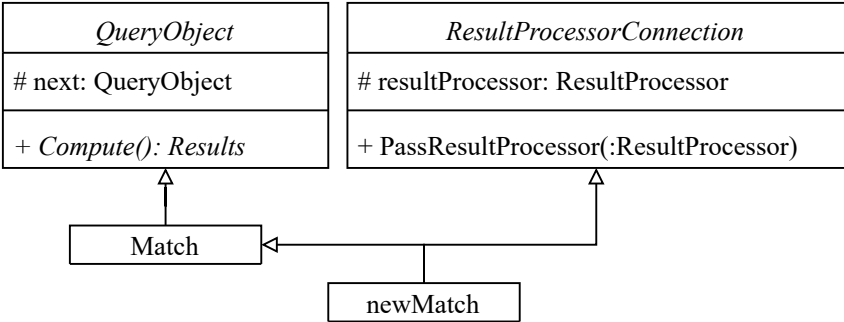 QueryObject
# next: QueryObject
+ Compute(): Results
ResultProcessorConnection
# resultProcessor: ResultProcessor
+ PassResultProcessor(:ResultProcessor)
Match
newMatch